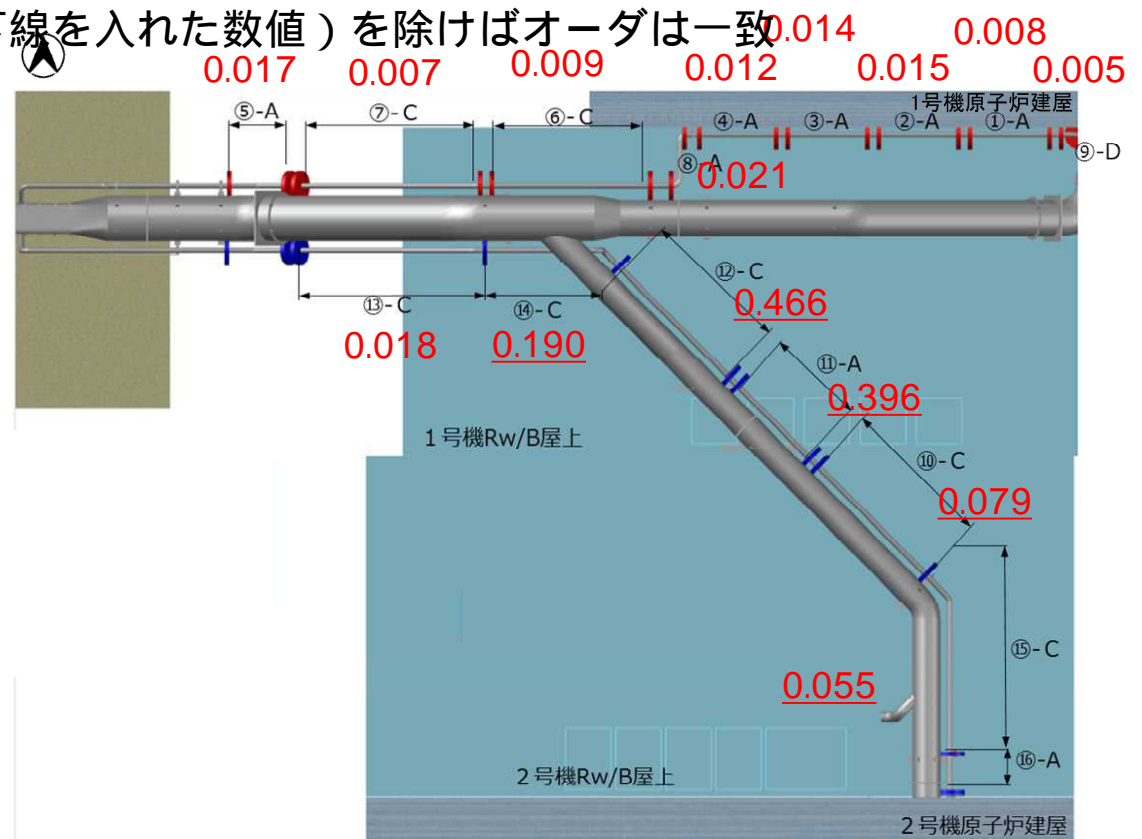 下線を入れた数値）を除けばオーダは一致
0.014
0.008
0.017
0.007
0.009
0.012
0.015
0.005
1号機原子炉建屋
⑤-A
⑦-C
⑥-C
④-A
③-A
②-A
①-A
⑨-D
⑧-A
0.021
⑫-C
0.466
⑬-C
⑭-C
0.018
0.190
⑪-A
0.396
1号機Rw/B屋上
⑩-C
0.079
⑮-C
0.055
⑯-A
2号機Rw/B屋上
2号機原子炉建屋